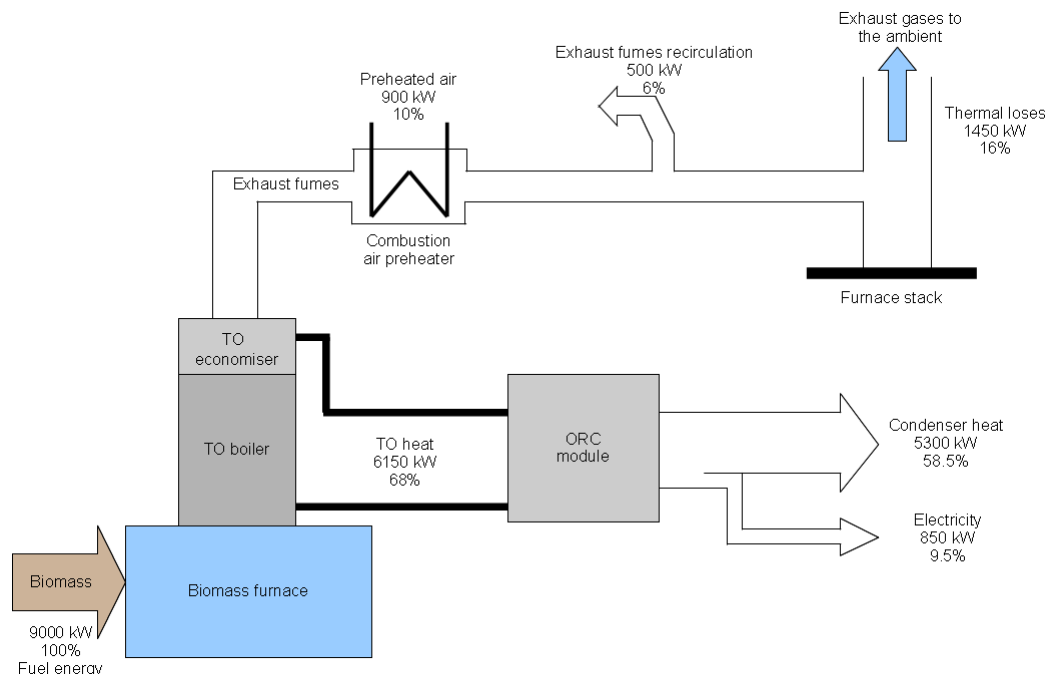 Exhaust gases to
the ambient
Exhaust fumes recirculation
500 kW
6%
Preheated air
900 kW
10%
Thermal loses
1450 kW
16%
Exhaust fumes
Combustion
air preheater
Furnace stack
TO
economiser
TO boiler
TO heat
6150 kW
68%
ORC
module
Condenser heat
5300 kW
58.5%
Electricity
850 kW
9.5%
Biomass
Biomass furnace
9000 kW
100%
Fuel energy